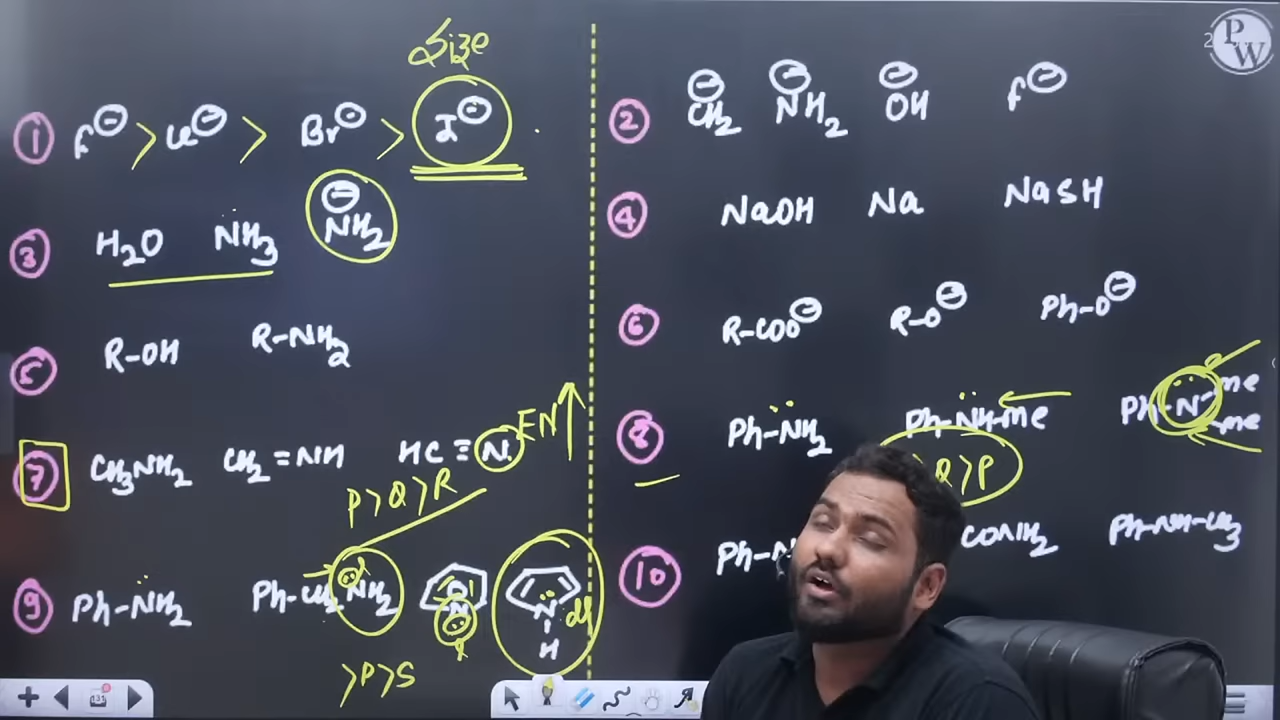 PW
Size
① F⊖ > Cl⊖ > Br⊖ > I⊖
② CH₂⊖ NH₂⊖ OH⊖ F⊖
③ H₂O NH₃ NH₂⊖
④ NaOH Na NaSH
⑤ R-OH R-NH₂
⑥ R-COO⊖ R-O⊖ Ph-O⊖
⑦ CH₃NH₂ CH₂=NH HC≡N EN↑
P>Q>R
⑧ Ph-NH₂ Ph-NH-Me Ph-N-Me
Me
Q>P
⑨ Ph-NH₂ Ph-CH₂NH₂ N N
H
>P>S
⑩ Ph-N CONH₂ Ph-NH-CH₃
131